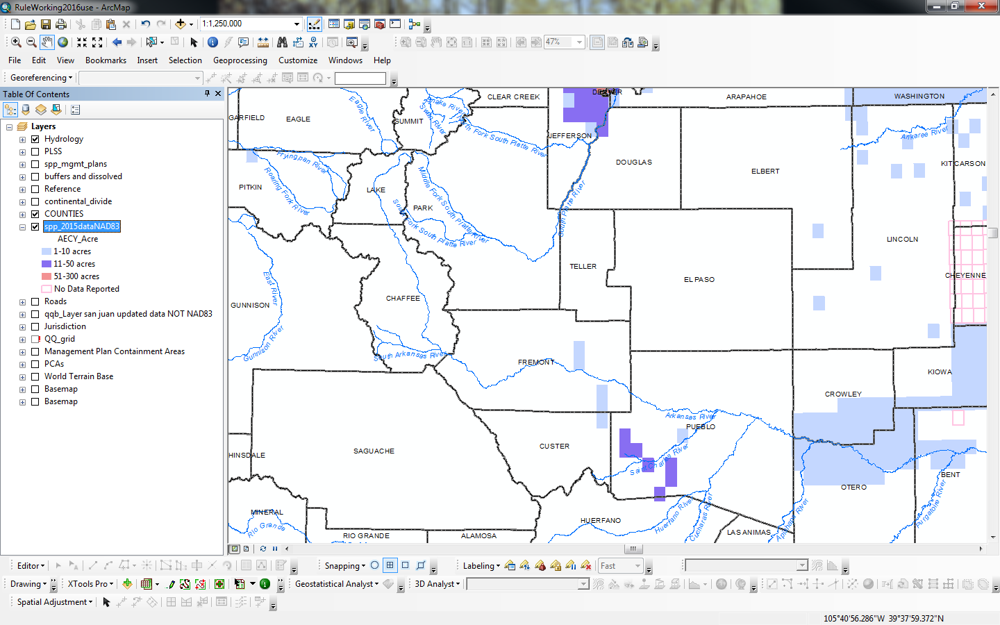 RuleWorking2016use - ArcMap
1:1,250,000
47%
File Edit View Bookmarks Insert Selection Geoprocessing Customize Windows Help
Georeferencing
Table Of Contents
Layers
Hydrology
PLSS
spp_mgmt_plans
buffers and dissolved
Reference
continental_divide
COUNTIES
spp_2015dataNAD83
AECY_Acre
1-10 acres
11-50 acres
51-300 acres
No Data Reported
Roads
qqb_Layer san juan updated data NOT NAD83
Jurisdiction
QQ_grid
Management Plan Containment Areas
PCAs
World Terrain Base
Basemap
Basemap
CLEAR CREEK
DENVER
ARAPAHOE
WASHINGTON
GARFIELD
EAGLE
Eagle River
SUMMIT
Swan River
North Fork South Platte River
JEFFERSON
Arikaree River
DOUGLAS
ELBERT
KIT CARSON
Fryingpan River
Roaring Fork River
PITKIN
LAKE
PARK
Middle Fork South Platte River
South Fork South Platte River
South Platte River
LINCOLN
TELLER
EL PASO
CHEYENNE
East River
GUNNISON
CHAFFEE
Gunnison River
South Arkansas River
FREMONT
KIOWA
CROWLEY
Arkansas River
PUEBLO
CUSTER
SAGUACHE
HINSDALE
Saint Charles River
BENT
OTERO
MINERAL
Rio Grande
HUERFANO
Huerfano River
Cucharas River
Apishapa River
Purgatoire River
LAS ANIMAS
RIO GRANDE
ALAMOSA
Editor
Snapping
Labeling
Fast
Drawing
XTools Pro
Geostatistical Analyst
3D Analyst
Spatial Adjustment
105°40'56.286"W 39°37'59.372"N